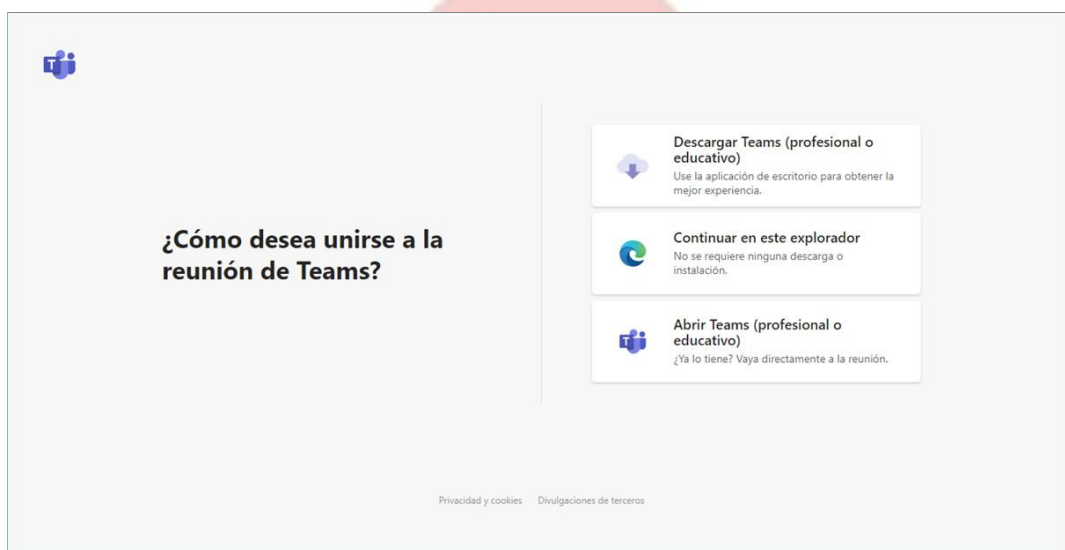 ¿Cómo desea unirse a la
reunión de Teams?
Descargar Teams (profesional o
educativo)
Use la aplicación de escritorio para obtener la
mejor experiencia.
Continuar en este explorador
No se requiere ninguna descarga o
instalación.
Abrir Teams (profesional o
educativo)
¿Ya lo tiene? Vaya directamente a la reunión.
Privacidad y cookies Divulgaciones de terceros